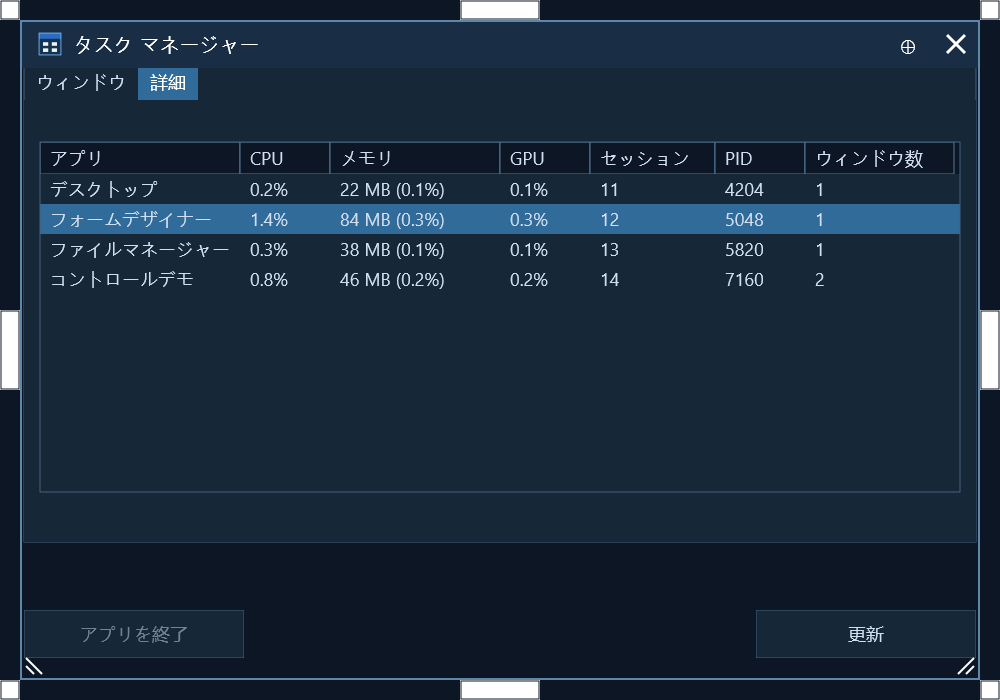 タスク マネージャー
ウィンドウ 詳細
アプリ CPU メモリ GPU セッション PID ウィンドウ数
デスクトップ 0.2% 22 MB (0.1%) 0.1% 11 4204 1
フォームデザイナー 1.4% 84 MB (0.3%) 0.3% 12 5048 1
ファイルマネージャー 0.3% 38 MB (0.1%) 0.1% 13 5820 1
コントロールデモ 0.8% 46 MB (0.2%) 0.2% 14 7160 2
アプリを終了 更新